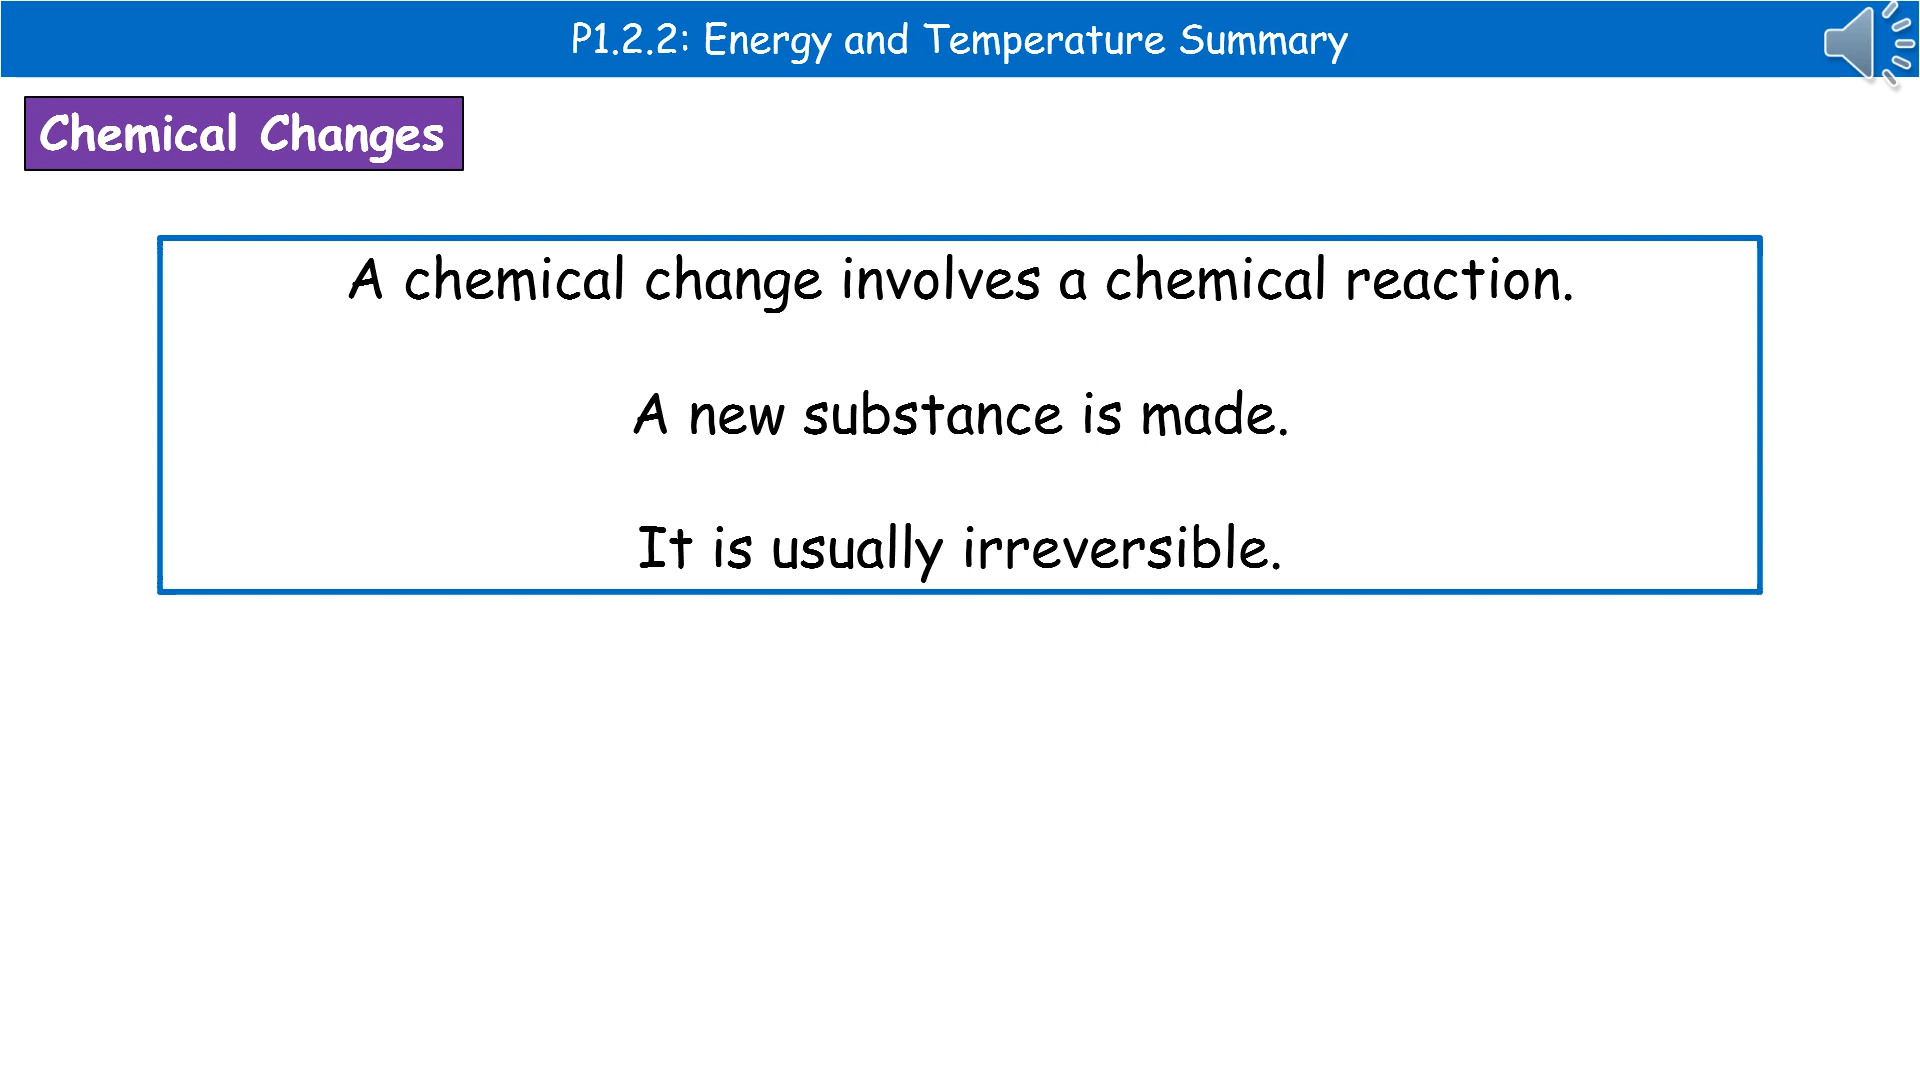 P1.2.2: Energy and Temperature Summary
Chemical Changes
A chemical change involves a chemical reaction.
A new substance is made.
It is usually irreversible.